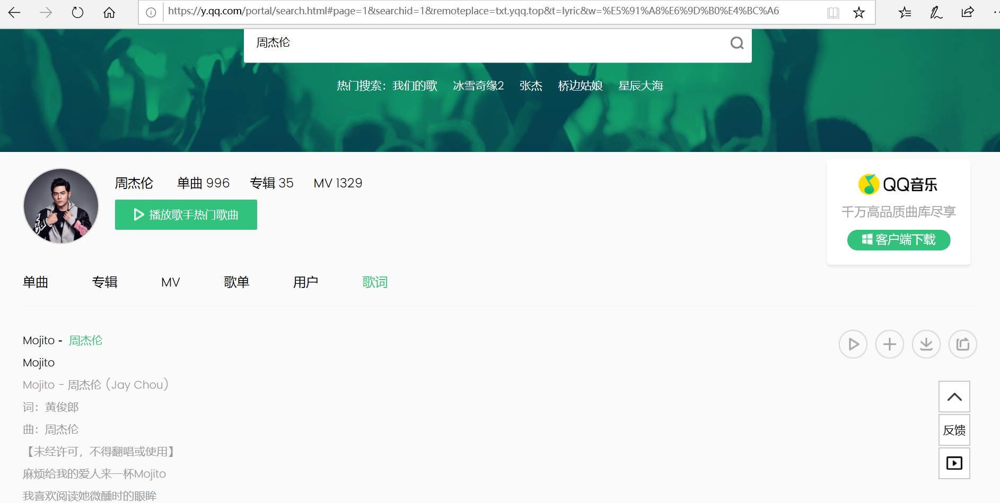 https://y.qq.com/portal/search.html#page=1&searchid=1&remoteplace=txt.yqq.top&t=lyric&w=%E5%91%A8%E6%9D%B0%E4%BC%A6
周杰伦
热门搜索：我们的歌 冰雪奇缘2 张杰 桥边姑娘 星辰大海
周杰伦 单曲 996 专辑 35 MV 1329
播放歌手热门歌曲
QQ音乐
千万高品质曲库尽享
客户端下载
单曲 专辑 MV 歌单 用户 歌词
Mojito - 周杰伦
Mojito
Mojito - 周杰伦 (Jay Chou)
词：黄俊郎
曲：周杰伦
【未经许可，不得翻唱或使用】
麻烦给我的爱人来一杯Mojito
我喜欢阅读她微醺时的眼眸
反馈